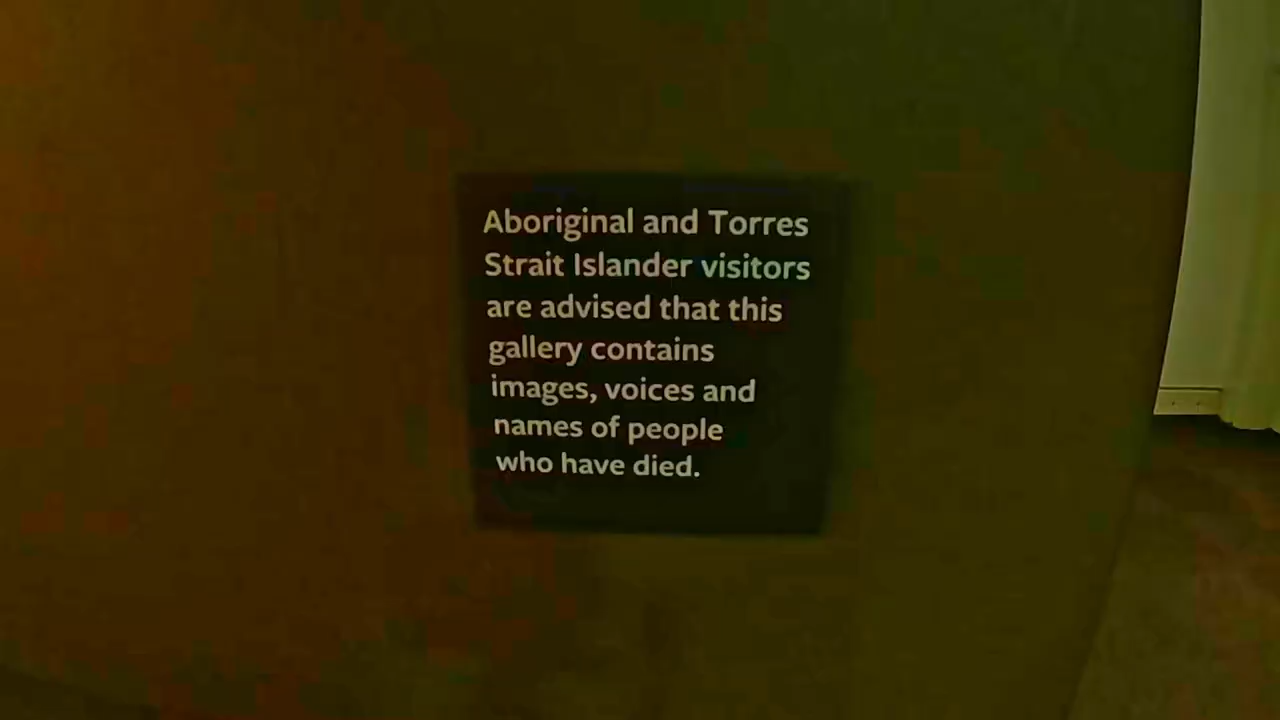 Aboriginal and Torres
Strait Islander visitors
are advised that this
gallery contains
images, voices and
names of people
who have died.